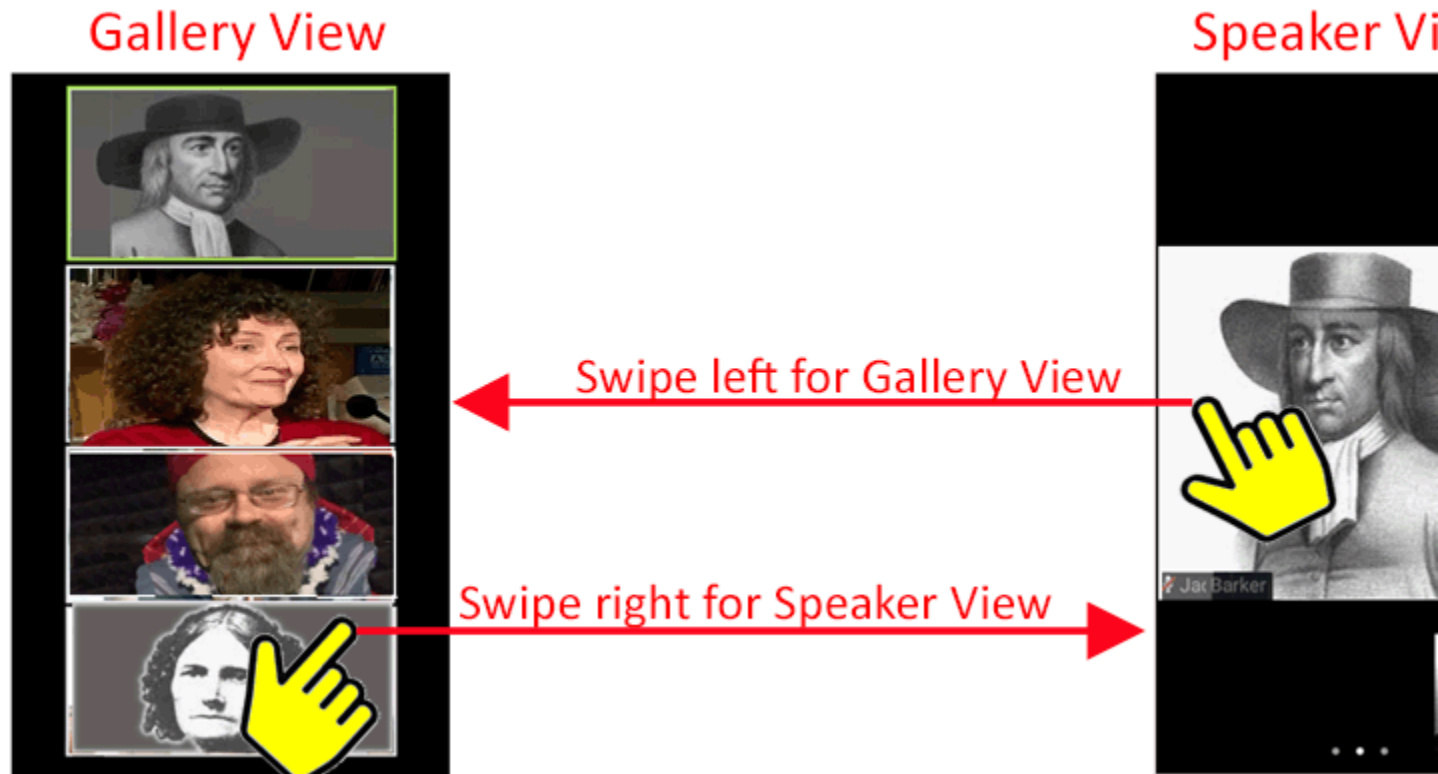 Gallery View
Speaker Vi
Swipe left for Gallery View
Swipe right for Speaker View
Barker